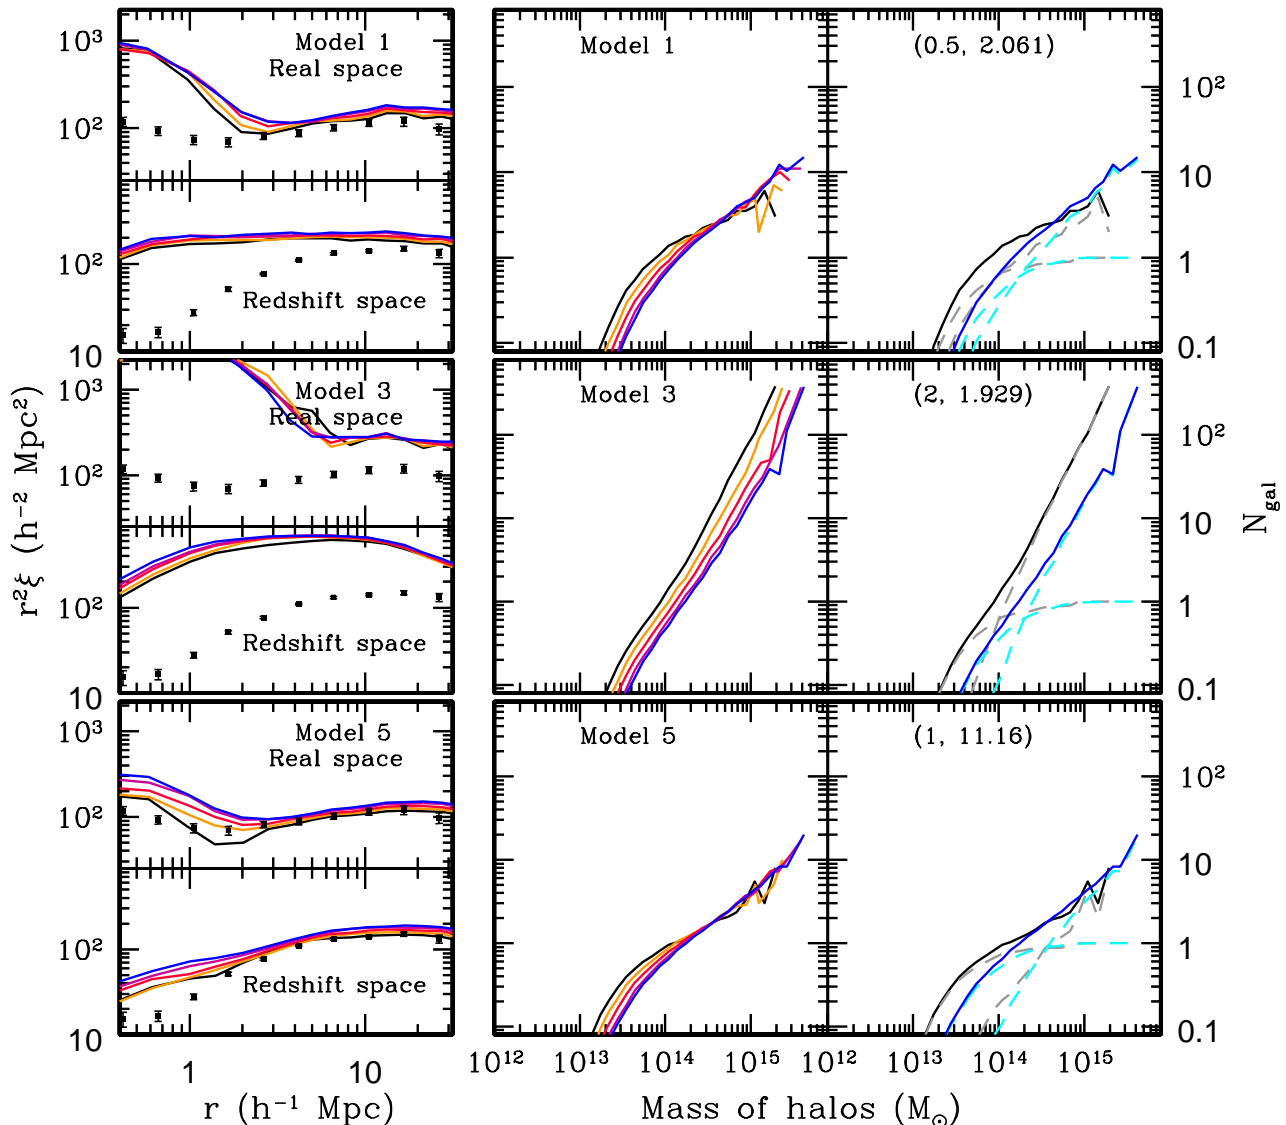 10³
10²
Model 1
Real space
10²
Redshift space
10
Model 1
(0.5, 2.061)
10²
10
1
0.1
10³
10²
Model 3
Real space
10²
Redshift space
10
Model 3
(2, 1.929)
10²
10
1
0.1
10³
10²
Model 5
Real space
10²
Redshift space
10
Model 5
(1, 11.16)
10²
10
1
0.1
r²ξ (h⁻² Mpc²)
N_gal
1 10
10¹² 10¹³ 10¹⁴ 10¹⁵ 10¹² 10¹³ 10¹⁴ 10¹⁵
r (h⁻¹ Mpc)
Mass of halos (M☉)